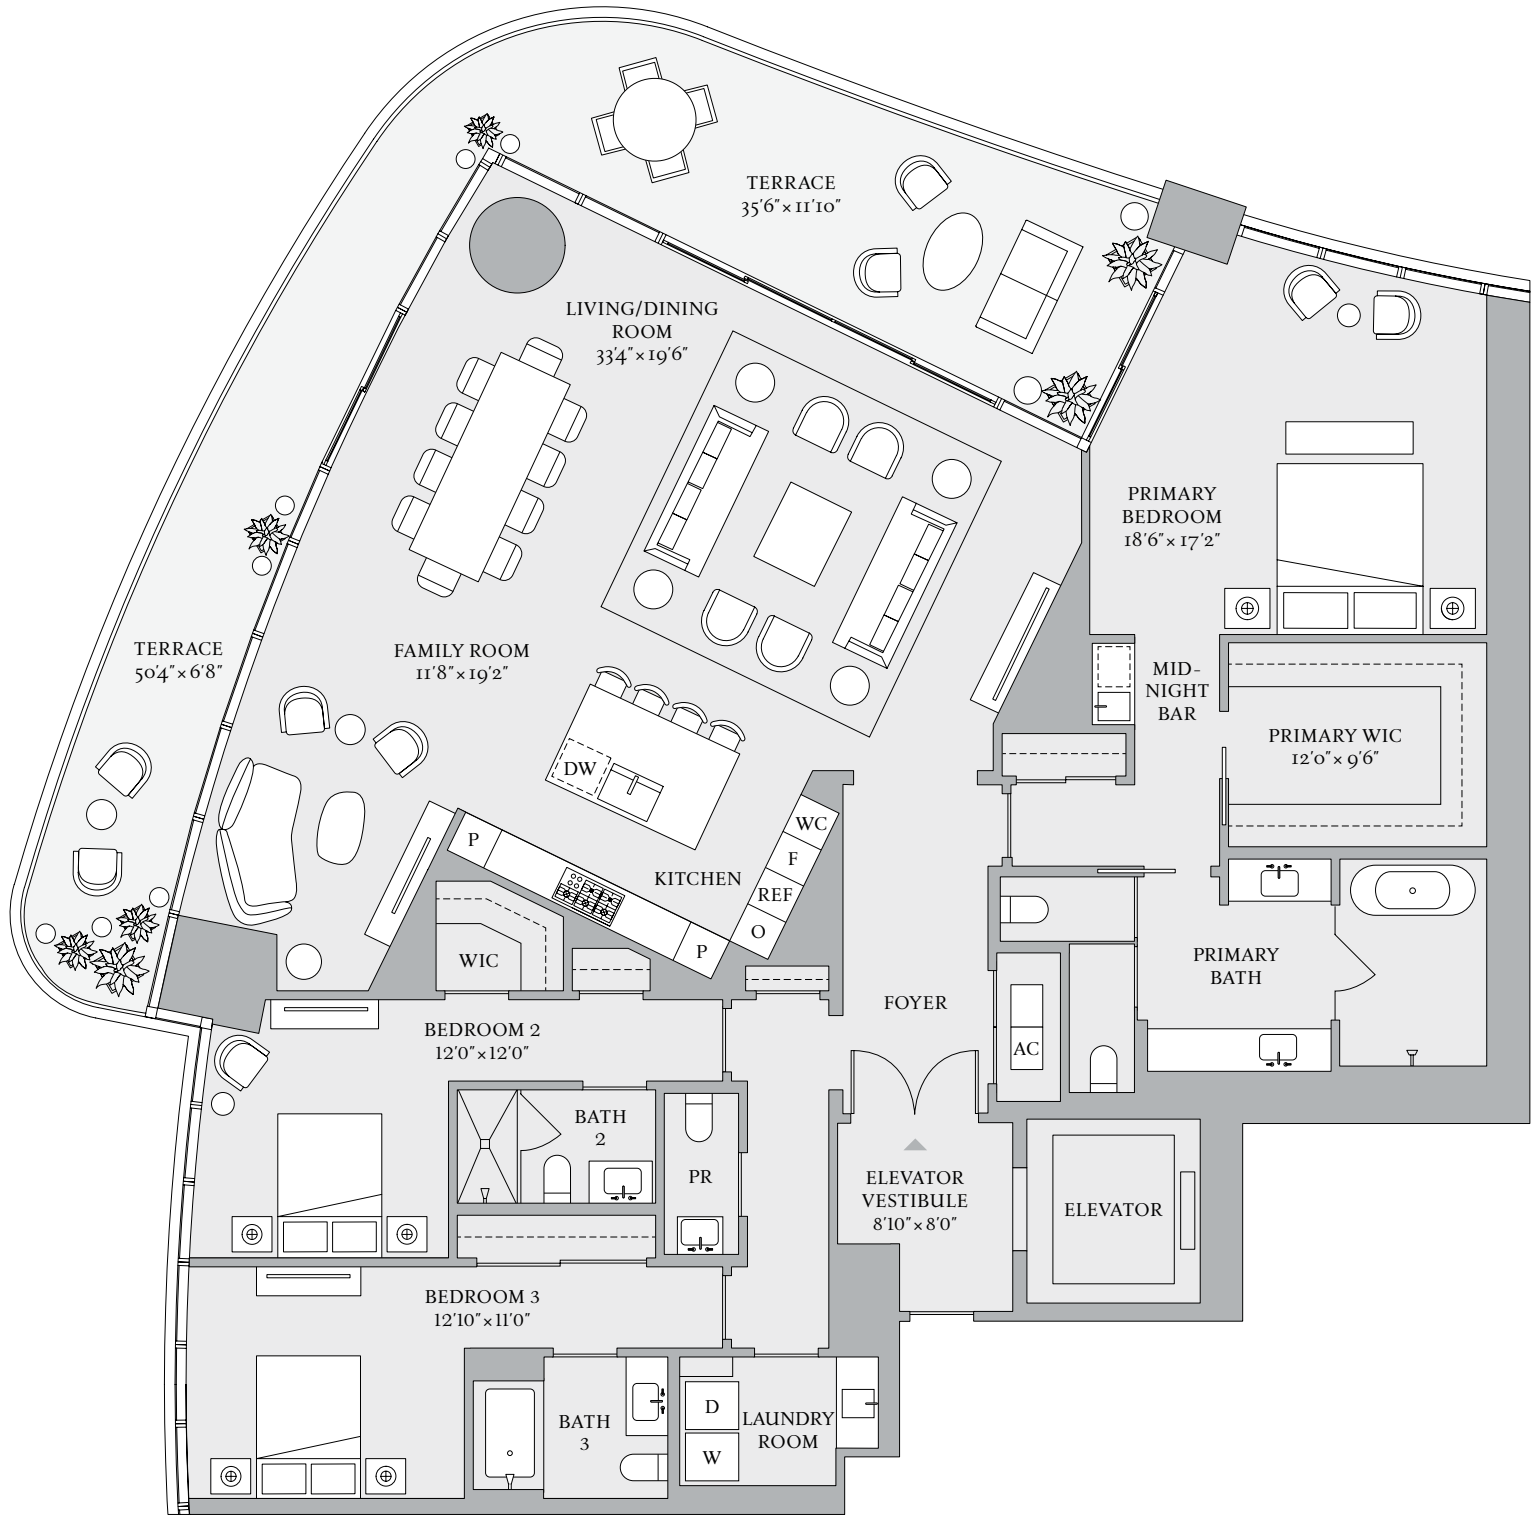 TERRACE
35'6"×11'10"
LIVING/DINING
ROOM
33'4"×19'6"
PRIMARY
BEDROOM
18'6"×17'2"
TERRACE
50'4"×6'8"
FAMILY ROOM
11'8"×19'2"
MID-
NIGHT
BAR
PRIMARY WIC
12'0"×9'6"
DW
P
WC
F
REF
O
KITCHEN
P
WIC
PRIMARY
BATH
FOYER
AC
BEDROOM 2
12'0"×12'0"
BATH
2
PR
ELEVATOR
VESTIBULE
8'10"×8'0"
ELEVATOR
BEDROOM 3
12'10"×11'0"
BATH
3
D
W
LAUNDRY
ROOM